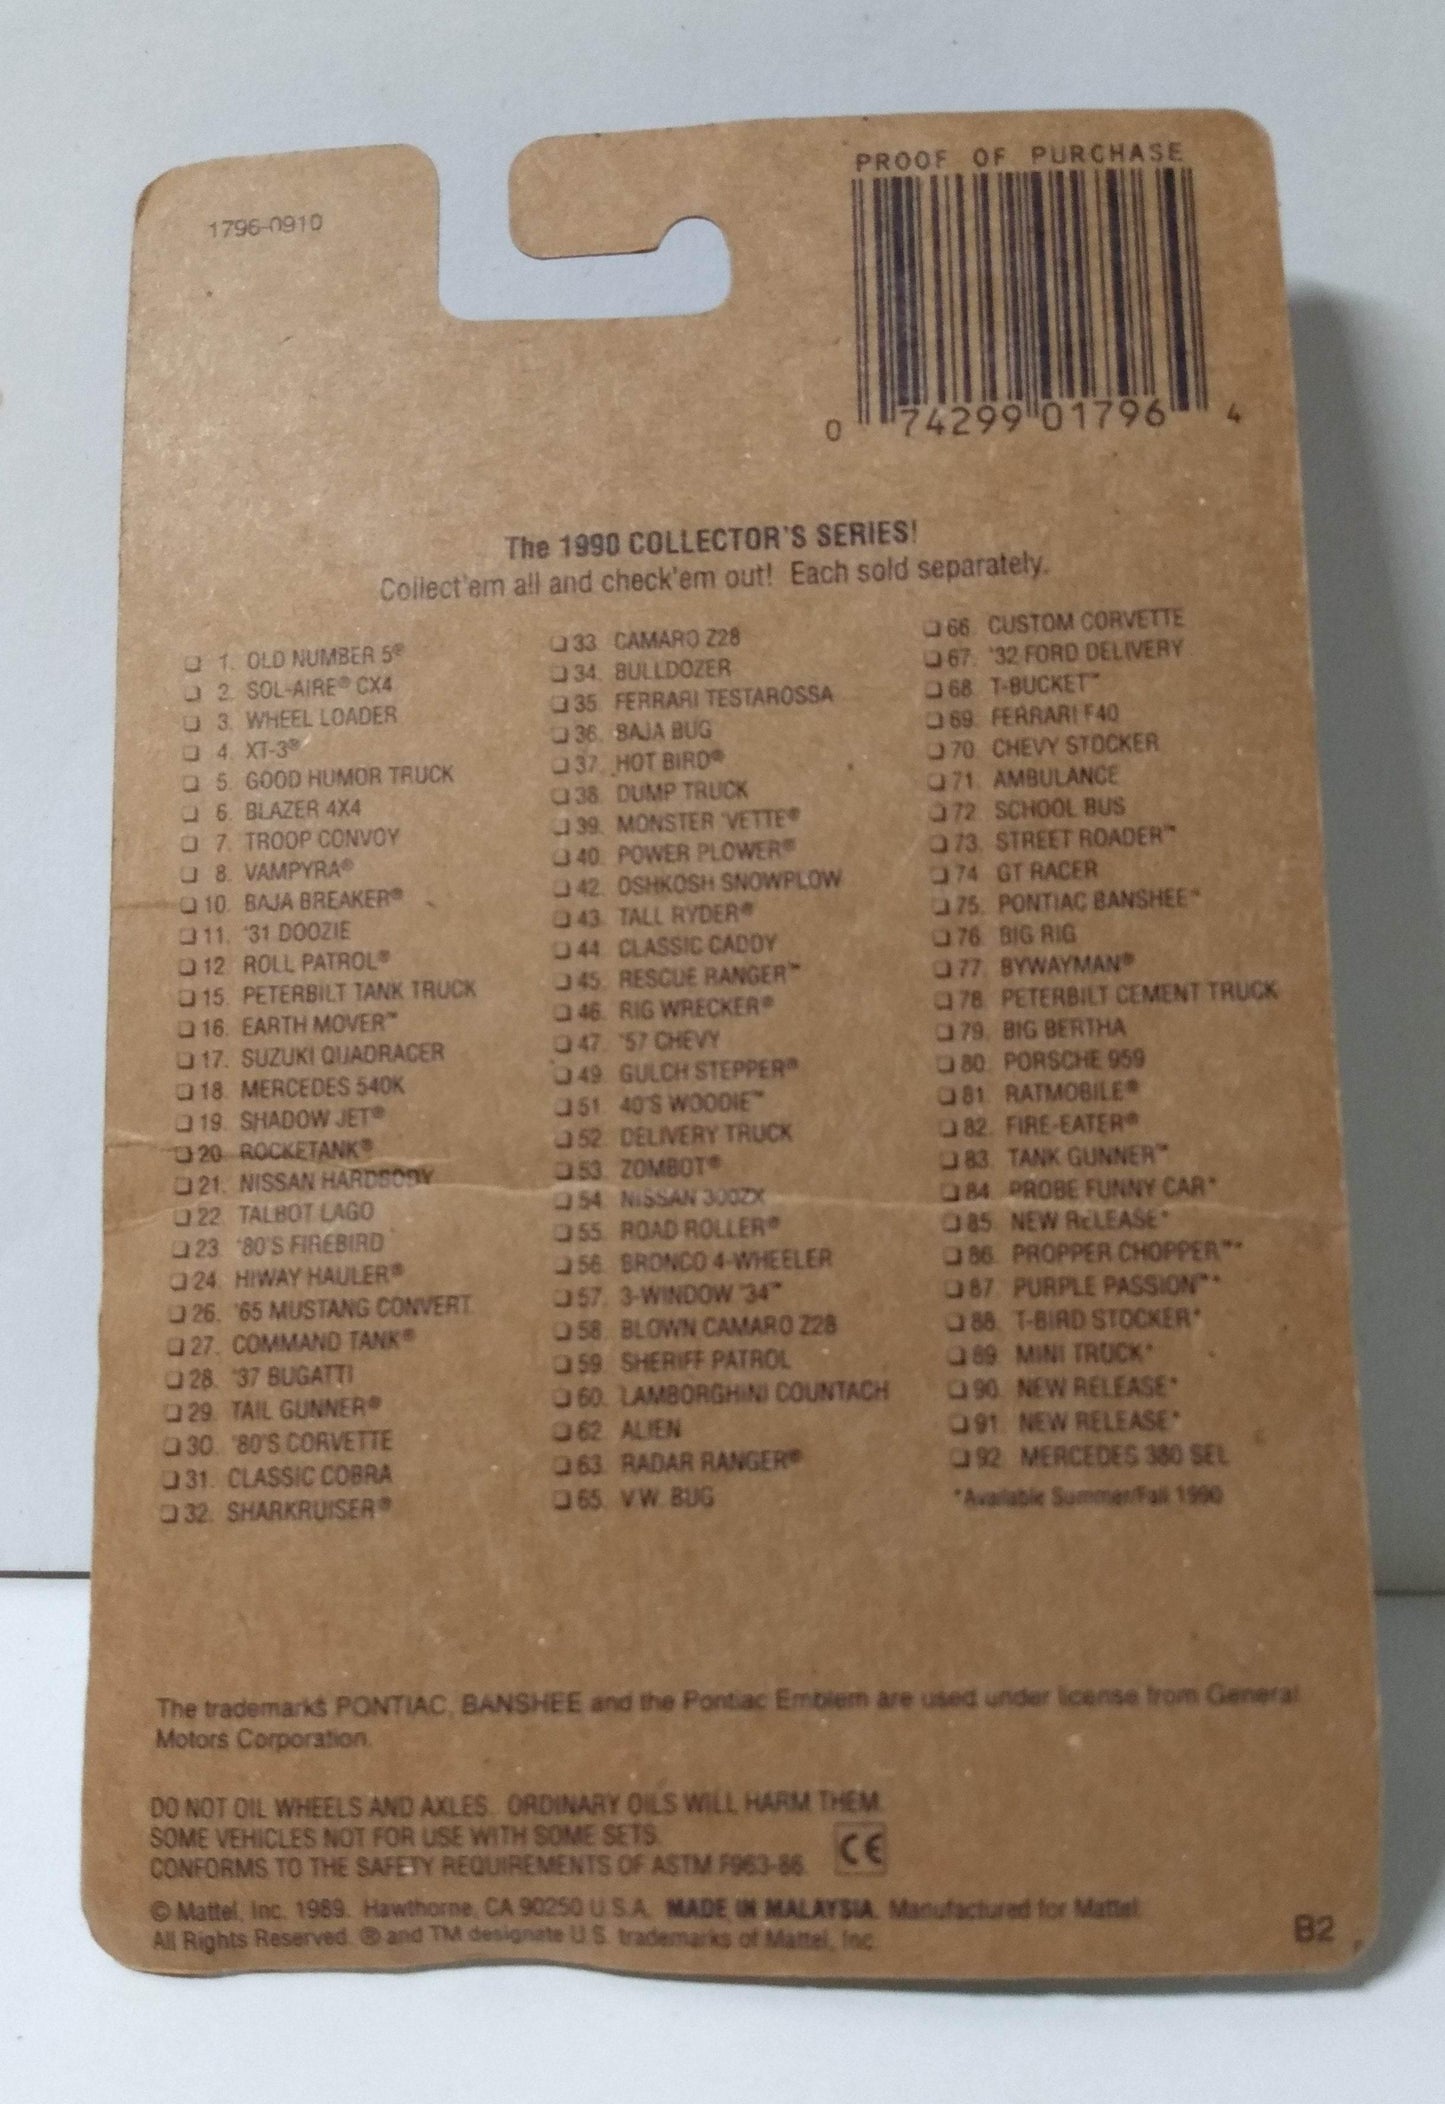 1796-0910
PROOF OF PURCHASE
0 74299 01796 4
The 1990 COLLECTOR'S SERIES!
Collect'em all and check'em out! Each sold separately.
❑ 1. OLD NUMBER 5®
❑ 2. SOL-AIRE® CX4
❑ 3. WHEEL LOADER
❑ 4. XT-3®
❑ 5. GOOD HUMOR TRUCK
❑ 6. BLAZER 4X4
❑ 7. TROOP CONVOY
❑ 8. VAMPYRA®
❑ 10. BAJA BREAKER®
❑ 11. '31 DOOZIE
❑ 12. ROLL PATROL®
❑ 15. PETERBILT TANK TRUCK
❑ 16. EARTH MOVER™
❑ 17. SUZUKI QUADRACER
❑ 18. MERCEDES 540K
❑ 19. SHADOW JET®
❑ 20. ROCKETANK®
❑ 21. NISSAN HARDBODY
❑ 22. TALBOT LAGO
❑ 23. '80'S FIREBIRD
❑ 24. HIWAY HAULER®
❑ 26. '65 MUSTANG CONVERT.
❑ 27. COMMAND TANK®
❑ 28. '37 BUGATTI
❑ 29. TAIL GUNNER®
❑ 30. '80'S CORVETTE
❑ 31. CLASSIC COBRA
❑ 32. SHARKRUISER®
❑ 33. CAMARO Z28
❑ 34. BULLDOZER
❑ 35. FERRARI TESTAROSSA
❑ 36. BAJA BUG
❑ 37. HOT BIRD®
❑ 38. DUMP TRUCK
❑ 39. MONSTER 'VETTE®
❑ 40. POWER PLOWER®
❑ 42. OSHKOSH SNOWPLOW
❑ 43. TALL RYDER®
❑ 44. CLASSIC CADDY
❑ 45. RESCUE RANGER™
❑ 46. RIG WRECKER®
❑ 47. '57 CHEVY
❑ 49. GULCH STEPPER®
❑ 51. 40'S WOODIE™
❑ 52. DELIVERY TRUCK
❑ 53. ZOMBOT®
❑ 54. NISSAN 300ZX
❑ 55. ROAD ROLLER®
❑ 56. BRONCO 4-WHEELER
❑ 57. 3-WINDOW '34™
❑ 58. BLOWN CAMARO Z28
❑ 59. SHERIFF PATROL
❑ 60. LAMBORGHINI COUNTACH
❑ 62. ALIEN
❑ 63. RADAR RANGER®
❑ 65. V.W. BUG
❑ 66. CUSTOM CORVETTE
❑ 67. '32 FORD DELIVERY
❑ 68. T-BUCKET™
❑ 69. FERRARI F40
❑ 70. CHEVY STOCKER
❑ 71. AMBULANCE
❑ 72. SCHOOL BUS
❑ 73. STREET ROADER™
❑ 74. GT RACER
❑ 75. PONTIAC BANSHEE™
❑ 76. BIG RIG
❑ 77. BYWAYMAN®
❑ 78. PETERBILT CEMENT TRUCK
❑ 79. BIG BERTHA
❑ 80. PORSCHE 959
❑ 81. RATMOBILE®
❑ 82. FIRE-EATER®
❑ 83. TANK GUNNER™
❑ 84. PROBE FUNNY CAR*
❑ 85. NEW RELEASE*
❑ 86. PROPPER CHOPPER™*
❑ 87. PURPLE PASSION™*
❑ 88. T-BIRD STOCKER*
❑ 89. MINI TRUCK*
❑ 90. NEW RELEASE*
❑ 91. NEW RELEASE*
❑ 92. MERCEDES 380 SEL
*Available Summer/Fall 1990
The trademarks PONTIAC, BANSHEE and the Pontiac Emblem are used under license from General
Motors Corporation.
DO NOT OIL WHEELS AND AXLES. ORDINARY OILS WILL HARM THEM.
SOME VEHICLES NOT FOR USE WITH SOME SETS.
CONFORMS TO THE SAFETY REQUIREMENTS OF ASTM F963-86. CE
© Mattel, Inc. 1989. Hawthorne, CA 90250 U.S.A. MADE IN MALAYSIA. Manufactured for Mattel.
All Rights Reserved. ® and TM designate U.S. trademarks of Mattel, Inc.
B2